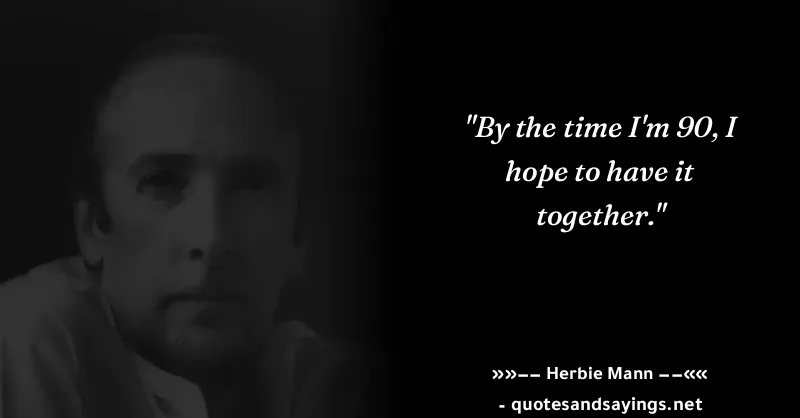 "By the time I'm 90, I
hope to have it
together."
»»−− Herbie Mann −−««
- quotesandsayings.net